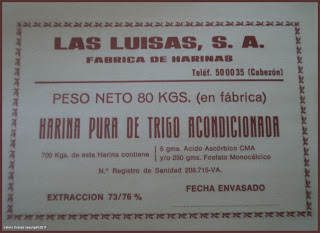 LAS LUISAS, S. A.
FABRICA DE HARINAS
Teléf. 500035 (Cabezón)
PESO NETO 80 KGS. (en fábrica)
HARINA PURA DE TRIGO ACONDICIONADA
700 Kgs. de esta Harina contiene
5 gms. Acido Ascórbico CMA
y/o 250 gms. Fosfato Monocálcico
N.º Registro de Sanidad 208.715-VA.
FECHA ENVASADO
EXTRACCION 73/76 %